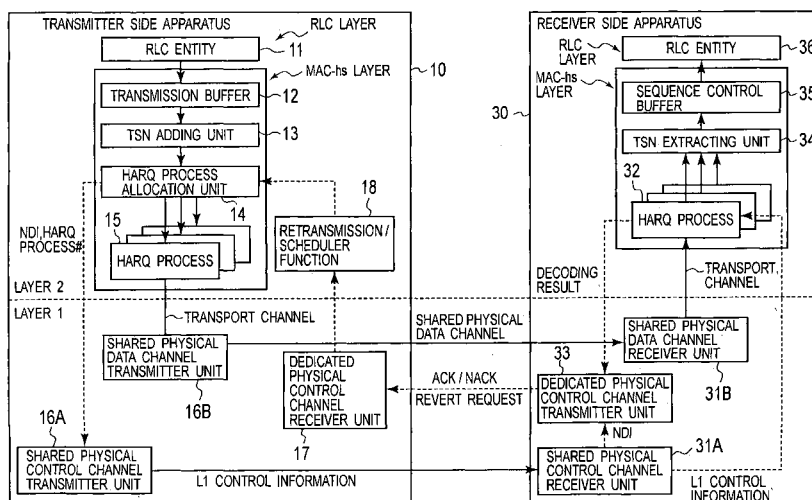 TRANSMITTER SIDE APPARATUS
RLC LAYER
RLC ENTITY
11
MAC-hs LAYER
10
TRANSMISSION BUFFER
12
TSN ADDING UNIT
13
HARQ PROCESS
ALLOCATION UNIT
14
18
NDI,HARQ
PROCESS#
15
HARQ PROCESS
RETRANSMISSION/
SCHEDULER
FUNCTION
LAYER 2
LAYER 1
TRANSPORT CHANNEL
SHARED PHYSICAL
DATA CHANNEL
TRANSMITTER UNIT
16B
DEDICATED
PHYSICAL
CONTROL
CHANNEL
RECEIVER UNIT
17
16A
SHARED PHYSICAL
CONTROL CHANNEL
TRANSMITTER UNIT
L1 CONTROL INFORMATION
SHARED PHYSICAL
DATA CHANNEL
ACK / NACK
REVERT REQUEST
RECEIVER SIDE APPARATUS
RLC
LAYER
RLC ENTITY
36
MAC-hs
LAYER
30
SEQUENCE CONTROL
BUFFER
35
TSN EXTRACTING UNIT
34
32
HARQ PROCESS
DECODING
RESULT
TRANSPORT
CHANNEL
SHARED PHYSICAL
DATA CHANNEL
RECEIVER UNIT
31B
33
DEDICATED PHYSICAL
CONTROL CHANNEL
TRANSMITTER UNIT
NDI
31A
SHARED PHYSICAL
CONTROL CHANNEL
RECEIVER UNIT
L1 CONTROL
INFORMATION